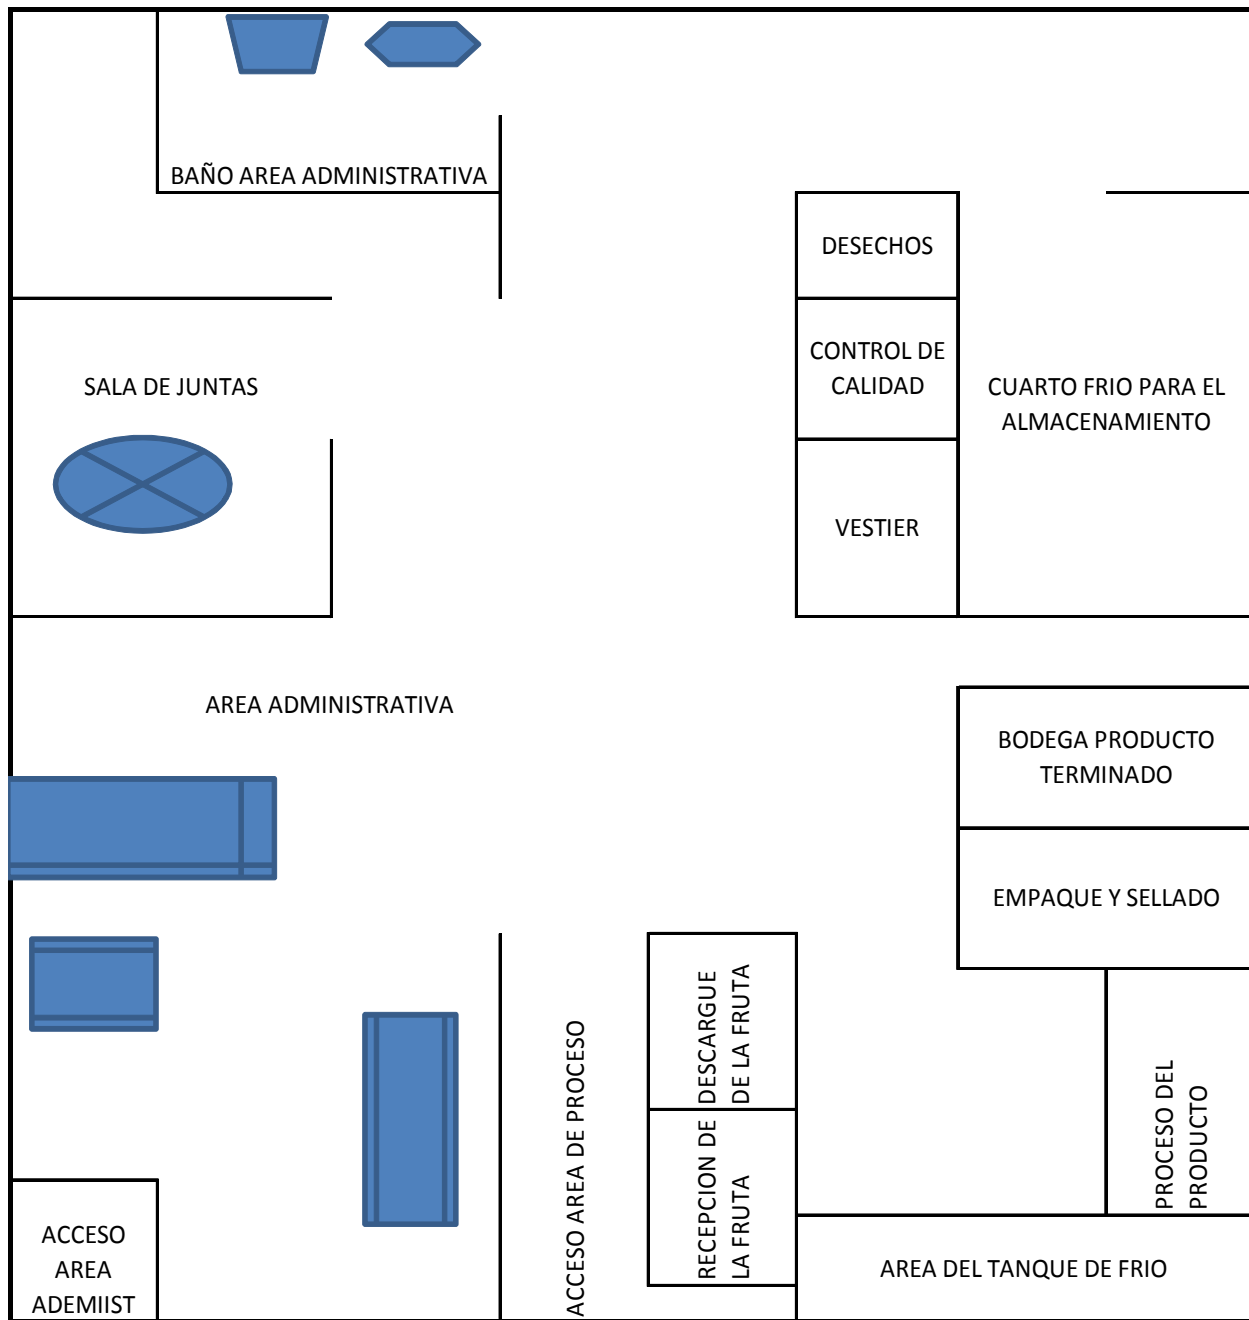 BAÑO AREA ADMINISTRATIVA
DESECHOS
CONTROL DE
CALIDAD
SALA DE JUNTAS
CUARTO FRIO PARA EL
ALMACENAMIENTO
VESTIER
AREA ADMINISTRATIVA
BODEGA PRODUCTO
TERMINADO
EMPAQUE Y SELLADO
DESCARGUE
DE LA FRUTA
ACCESO AREA DE PROCESO
RECEPCION DE
LA FRUTA
PROCESO DEL
PRODUCTO
ACCESO
AREA
ADEMIIST
AREA DEL TANQUE DE FRIO